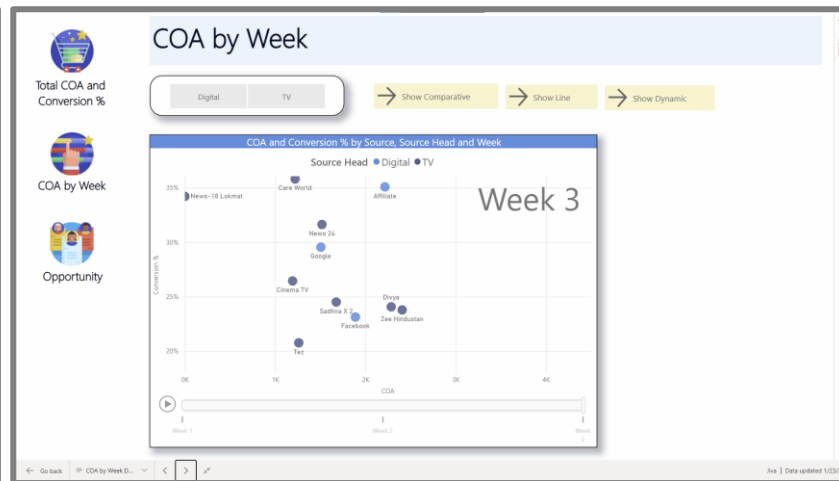 COA by Week
Total COA and
Conversion %
COA by Week
Opportunity
Digital
TV
Show Comparative
Show Line
Show Dynamic
COA and Conversion % by Source, Source Head and Week
Source Head Digital TV
Week 3
Conversion %
35%
30%
25%
20%
Care World
Affiliate
News-18 Lokmat
News 24
Google
Cinema TV
Divya
Sadhna X 2
Zee Hindustan
Facebook
Tez
0K
1K
2K
3K
4K
COA
Week 1
Week 2
Week
3
Go back
COA by Week D...
Jiva | Data updated 1/23/